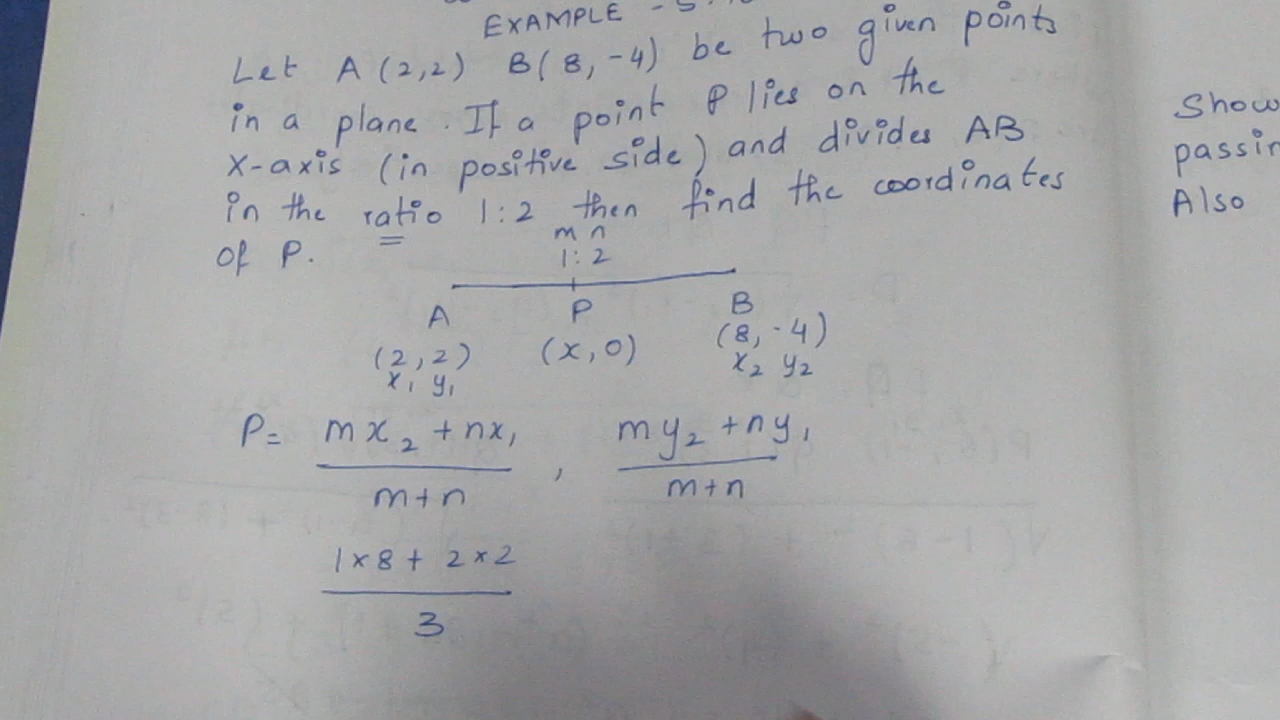 EXAMPLE - 5.
Let A (2,2) B( 8, -4) be two given points
in a plane. If a point P lies on the
X-axis (in positive side) and divides AB
in the ratio 1:2 then find the coordinates
of P.
m n
1: 2
A P B
(2,2) (x,0) (8,-4)
x₁ y₁ x₂ y₂
P= mx₂ + nx₁ / m+n , my₂ + ny₁ / m+n
1×8 + 2×2 / 3
Show
passin
Also